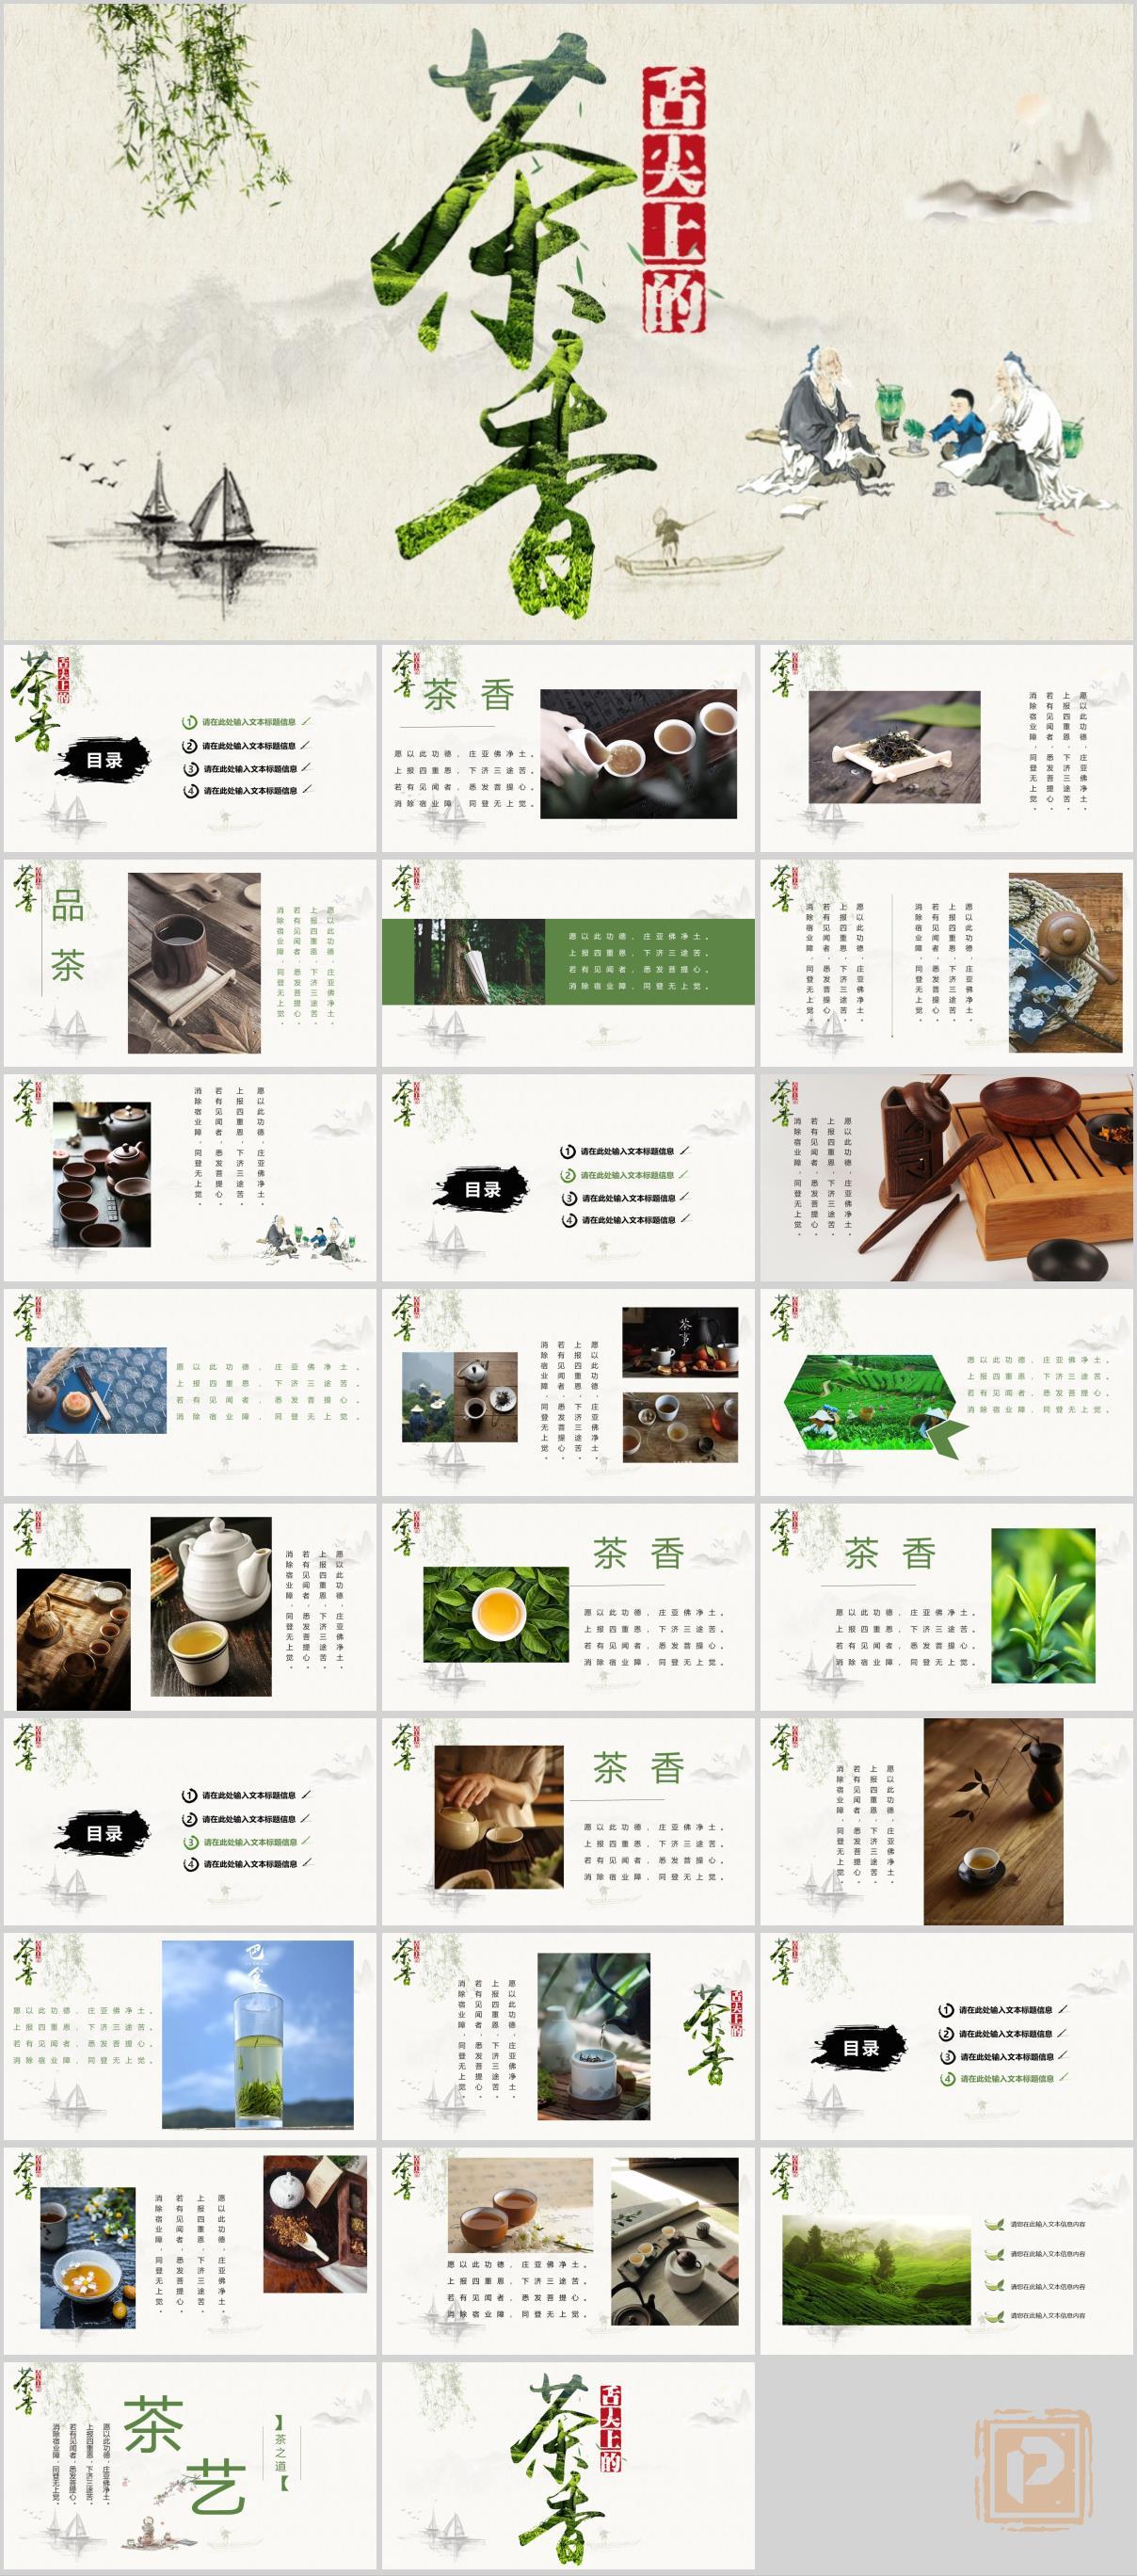 茶香
舌尖上的
茶香
舌尖上的
目录
1 请在此处输入文本标题信息
2 请在此处输入文本标题信息
3 请在此处输入文本标题信息
4 请在此处输入文本标题信息
茶香
茶 香
愿以此功德，庄亚佛净土。
上报四重恩，下济三途苦。
若有见闻者，悉发菩提心。
消除宿业障，同登无上觉。
茶香
愿以此功德，庄亚佛净土。
上报四重恩，下济三途苦。
若有见闻者，悉发菩提心。
消除宿业障，同登无上觉。
茶香
品茶
愿以此功德，庄亚佛净土。
上报四重恩，下济三途苦。
若有见闻者，悉发菩提心。
消除宿业障，同登无上觉。
茶香
愿以此功德，庄亚佛净土。
上报四重恩，下济三途苦。
若有见闻者，悉发菩提心。
消除宿业障，同登无上觉。
茶香
愿以此功德，庄亚佛净土。
上报四重恩，下济三途苦。
若有见闻者，悉发菩提心。
消除宿业障，同登无上觉。
愿以此功德，庄亚佛净土。
上报四重恩，下济三途苦。
若有见闻者，悉发菩提心。
消除宿业障，同登无上觉。
茶香
愿以此功德，庄亚佛净土。
上报四重恩，下济三途苦。
若有见闻者，悉发菩提心。
消除宿业障，同登无上觉。
茶香
目录
1 请在此处输入文本标题信息
2 请在此处输入文本标题信息
3 请在此处输入文本标题信息
4 请在此处输入文本标题信息
茶香
愿以此功德，庄亚佛净土。
上报四重恩，下济三途苦。
若有见闻者，悉发菩提心。
消除宿业障，同登无上觉。
茶香
愿以此功德，庄亚佛净土。
上报四重恩，下济三途苦。
若有见闻者，悉发菩提心。
消除宿业障，同登无上觉。
茶香
愿以此功德，庄亚佛净土。
上报四重恩，下济三途苦。
若有见闻者，悉发菩提心。
消除宿业障，同登无上觉。
茶事
茶香
愿以此功德，庄亚佛净土。
上报四重恩，下济三途苦。
若有见闻者，悉发菩提心。
消除宿业障，同登无上觉。
茶香
愿以此功德，庄亚佛净土。
上报四重恩，下济三途苦。
若有见闻者，悉发菩提心。
消除宿业障，同登无上觉。
茶香
茶 香
愿以此功德，庄亚佛净土。
上报四重恩，下济三途苦。
若有见闻者，悉发菩提心。
消除宿业障，同登无上觉。
茶香
茶 香
愿以此功德，庄亚佛净土。
上报四重恩，下济三途苦。
若有见闻者，悉发菩提心。
消除宿业障，同登无上觉。
茶香
目录
1 请在此处输入文本标题信息
2 请在此处输入文本标题信息
3 请在此处输入文本标题信息
4 请在此处输入文本标题信息
茶香
茶 香
愿以此功德，庄亚佛净土。
上报四重恩，下济三途苦。
若有见闻者，悉发菩提心。
消除宿业障，同登无上觉。
茶香
愿以此功德，庄亚佛净土。
上报四重恩，下济三途苦。
若有见闻者，悉发菩提心。
消除宿业障，同登无上觉。
茶香
愿以此功德，庄亚佛净土。
上报四重恩，下济三途苦。
若有见闻者，悉发菩提心。
消除宿业障，同登无上觉。
茶香
愿以此功德，庄亚佛净土。
上报四重恩，下济三途苦。
若有见闻者，悉发菩提心。
消除宿业障，同登无上觉。
茶香
舌尖上的
茶香
目录
1 请在此处输入文本标题信息
2 请在此处输入文本标题信息
3 请在此处输入文本标题信息
4 请在此处输入文本标题信息
茶香
愿以此功德，庄亚佛净土。
上报四重恩，下济三途苦。
若有见闻者，悉发菩提心。
消除宿业障，同登无上觉。
茶香
愿以此功德，庄亚佛净土。
上报四重恩，下济三途苦。
若有见闻者，悉发菩提心。
消除宿业障，同登无上觉。
茶香
请您在此输入文本信息内容
请您在此输入文本信息内容
请您在此输入文本信息内容
请您在此输入文本信息内容
茶香
茶艺
【茶之道】
愿以此功德，庄亚佛净土。
上报四重恩，下济三途苦。
若有见闻者，悉发菩提心。
消除宿业障，同登无上觉。
茶香
舌尖上的